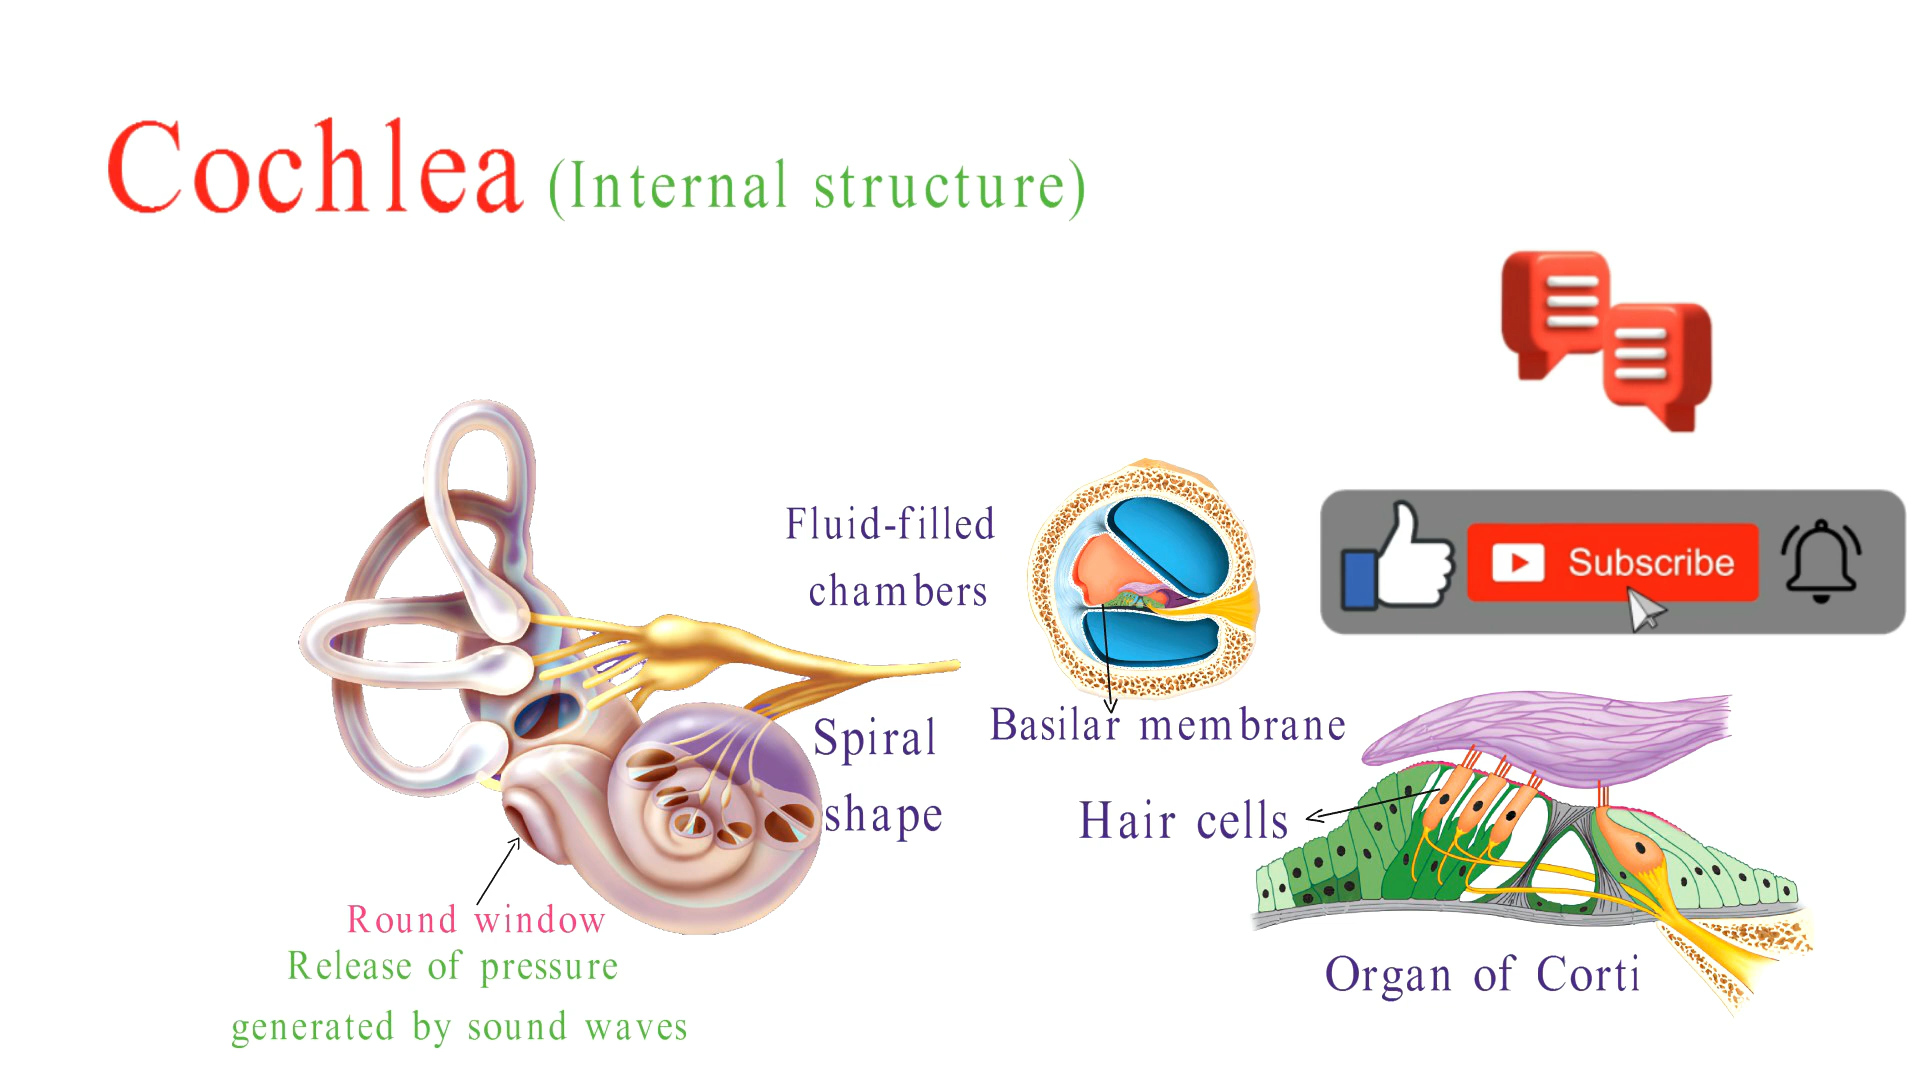 Cochlea (Internal structure)
Fluid-filled
chambers
Subscribe
Spiral
shape
Basilar membrane
Hair cells
Round window
Release of pressure
generated by sound waves
Organ of Corti